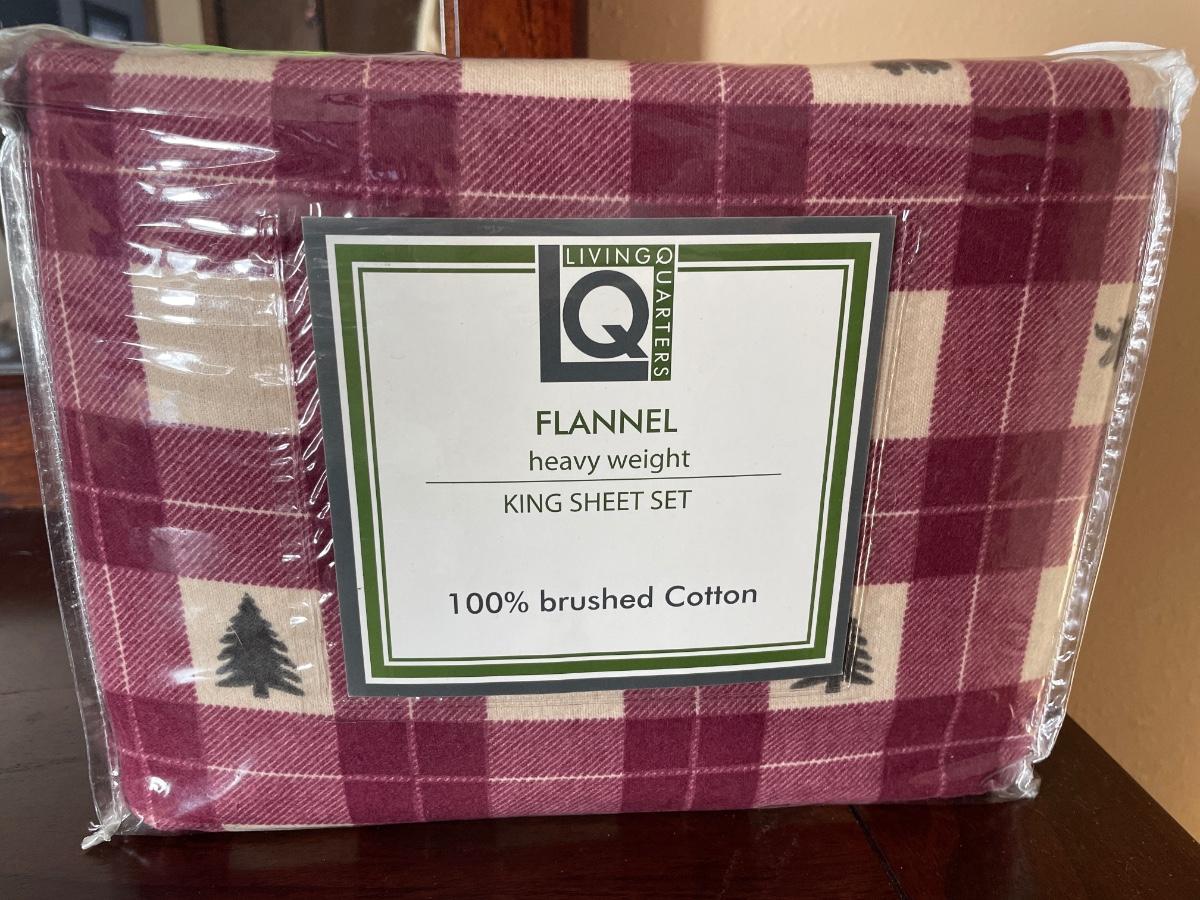 LIVING
QUARTERS
LQ
FLANNEL
heavy weight
KING SHEET SET
100% brushed Cotton